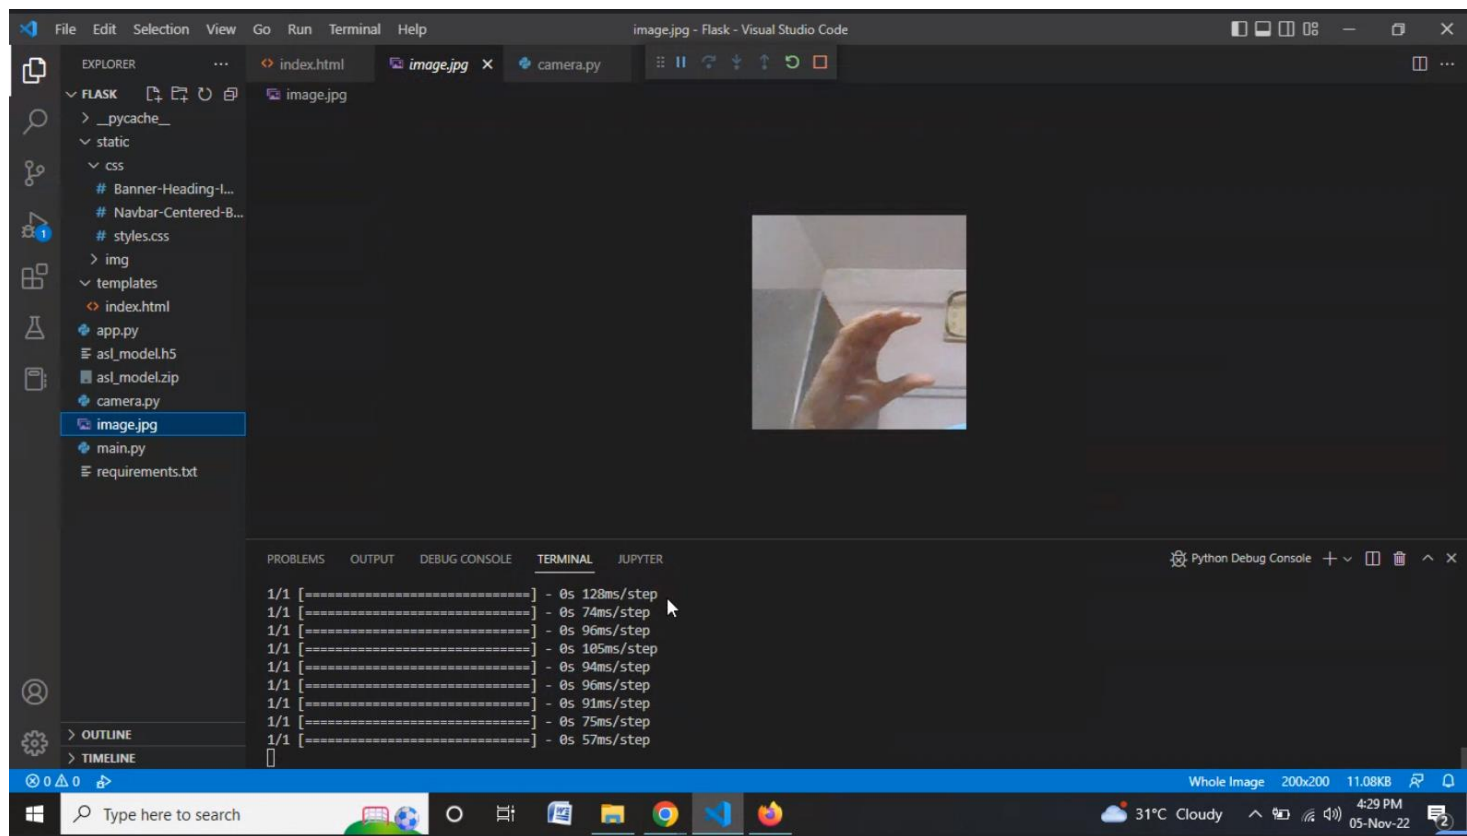 File Edit Selection View Go Run Terminal Help
image.jpg - Flask - Visual Studio Code
EXPLORER
index.html
image.jpg
camera.py
FLASK
image.jpg
__pycache__
static
css
# Banner-Heading-I...
# Navbar-Centered-B...
# styles.css
img
templates
index.html
app.py
asl_model.h5
asl_model.zip
camera.py
image.jpg
main.py
requirements.txt
1
PROBLEMS OUTPUT DEBUG CONSOLE TERMINAL JUPYTER
Python Debug Console
1/1 [==============================] - 0s 128ms/step
1/1 [==============================] - 0s 74ms/step
1/1 [==============================] - 0s 96ms/step
1/1 [==============================] - 0s 105ms/step
1/1 [==============================] - 0s 94ms/step
1/1 [==============================] - 0s 96ms/step
1/1 [==============================] - 0s 91ms/step
1/1 [==============================] - 0s 75ms/step
1/1 [==============================] - 0s 57ms/step
OUTLINE
TIMELINE
0 0
Whole Image 200x200 11.08KB
Type here to search
31°C Cloudy
4:29 PM
05-Nov-22
2